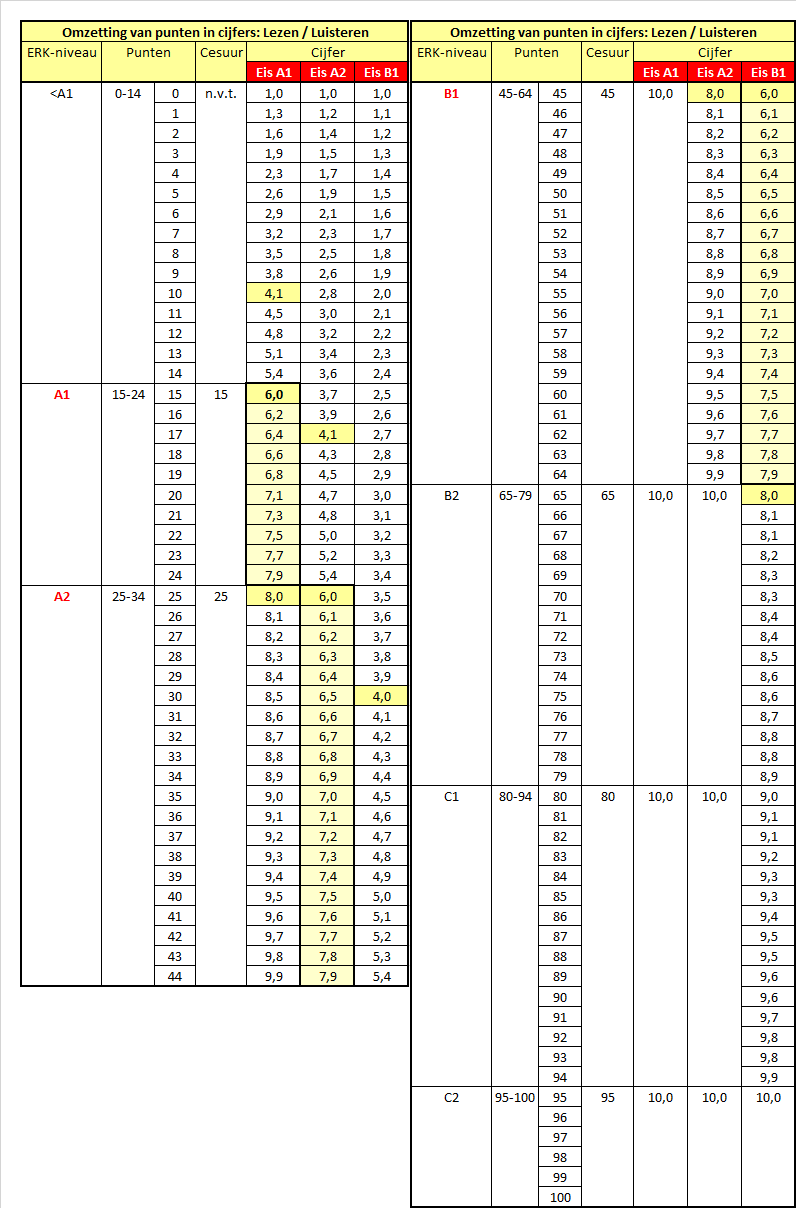 Omzetting van punten in cijfers: Lezen / Luisteren
ERK-niveau Punten Cesuur Cijfer
Eis A1 Eis A2 Eis B1
<A1 0-14 0 n.v.t. 1,0 1,0 1,0
1 1,3 1,2 1,1
2 1,6 1,4 1,2
3 1,9 1,5 1,3
4 2,3 1,7 1,4
5 2,6 1,9 1,5
6 2,9 2,1 1,6
7 3,2 2,3 1,7
8 3,5 2,5 1,8
9 3,8 2,6 1,9
10 4,1 2,8 2,0
11 4,5 3,0 2,1
12 4,8 3,2 2,2
13 5,1 3,4 2,3
14 5,4 3,6 2,4
A1 15-24 15 15 6,0 3,7 2,5
16 6,2 3,9 2,6
17 6,4 4,1 2,7
18 6,6 4,3 2,8
19 6,8 4,5 2,9
20 7,1 4,7 3,0
21 7,3 4,8 3,1
22 7,5 5,0 3,2
23 7,7 5,2 3,3
24 7,9 5,4 3,4
A2 25-34 25 25 8,0 6,0 3,5
26 8,1 6,1 3,6
27 8,2 6,2 3,7
28 8,3 6,3 3,8
29 8,4 6,4 3,9
30 8,5 6,5 4,0
31 8,6 6,6 4,1
32 8,7 6,7 4,2
33 8,8 6,8 4,3
34 8,9 6,9 4,4
35 9,0 7,0 4,5
36 9,1 7,1 4,6
37 9,2 7,2 4,7
38 9,3 7,3 4,8
39 9,4 7,4 4,9
40 9,5 7,5 5,0
41 9,6 7,6 5,1
42 9,7 7,7 5,2
43 9,8 7,8 5,3
44 9,9 7,9 5,4
Omzetting van punten in cijfers: Lezen / Luisteren
ERK-niveau Punten Cesuur Cijfer
Eis A1 Eis A2 Eis B1
B1 45-64 45 45 10,0 8,0 6,0
46 8,1 6,1
47 8,2 6,2
48 8,3 6,3
49 8,4 6,4
50 8,5 6,5
51 8,6 6,6
52 8,7 6,7
53 8,8 6,8
54 8,9 6,9
55 9,0 7,0
56 9,1 7,1
57 9,2 7,2
58 9,3 7,3
59 9,4 7,4
60 9,5 7,5
61 9,6 7,6
62 9,7 7,7
63 9,8 7,8
64 9,9 7,9
B2 65-79 65 65 10,0 10,0 8,0
66 8,1
67 8,1
68 8,2
69 8,3
70 8,3
71 8,4
72 8,4
73 8,5
74 8,6
75 8,6
76 8,7
77 8,8
78 8,8
79 8,9
C1 80-94 80 80 10,0 10,0 9,0
81 9,1
82 9,1
83 9,2
84 9,3
85 9,3
86 9,4
87 9,5
88 9,5
89 9,6
90 9,6
91 9,7
92 9,8
93 9,8
94 9,9
C2 95-100 95 95 10,0 10,0 10,0
96
97
98
99
100